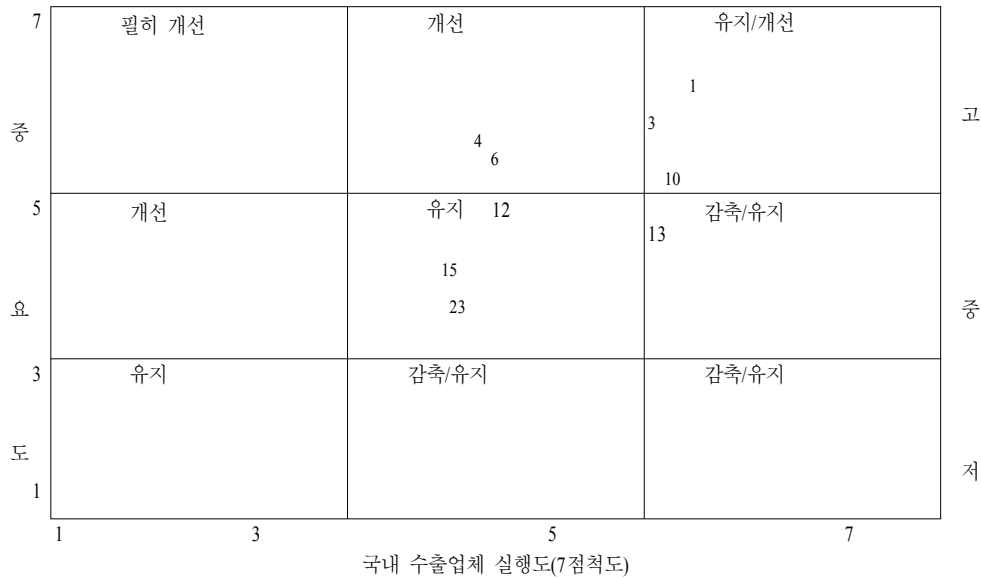 7 필히 개선 개선 유지/개선
1
고
3
중
4
6
10
5 개선 유지 12 감축/유지
13
15
요 23 중
3 유지 감축/유지 감축/유지
도
저
1
1 3 5 7
국내 수출업체 실행도(7점척도)